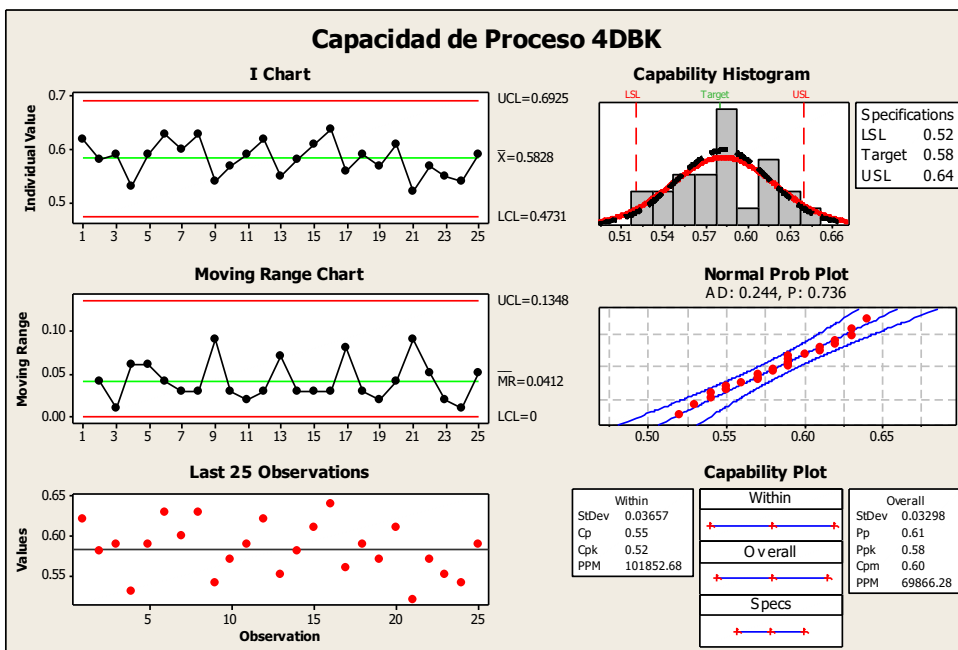 Capacidad de Proceso 4DBK
I Chart
Individual Value
0.7
0.6
0.5
1 3 5 7 9 11 13 15 17 19 21 23 25
UCL=0.6925
X=0.5828
LCL=0.4731
Capability Histogram
LSL Target USL
0.51 0.54 0.57 0.60 0.63 0.66
Specifications
LSL 0.52
Target 0.58
USL 0.64
Moving Range Chart
Moving Range
0.10
0.05
0.00
1 3 5 7 9 11 13 15 17 19 21 23 25
UCL=0.1348
MR=0.0412
LCL=0
Normal Prob Plot
AD: 0.244, P: 0.736
0.50 0.55 0.60 0.65
Last 25 Observations
Values
0.65
0.60
0.55
5 10 15 20 25
Observation
Capability Plot
Within
StDev 0.03657
Cp 0.55
Cpk 0.52
PPM 101852.68
Within
Overall
Specs
Overall
StDev 0.03298
Pp 0.61
Ppk 0.58
Cpm 0.60
PPM 69866.28